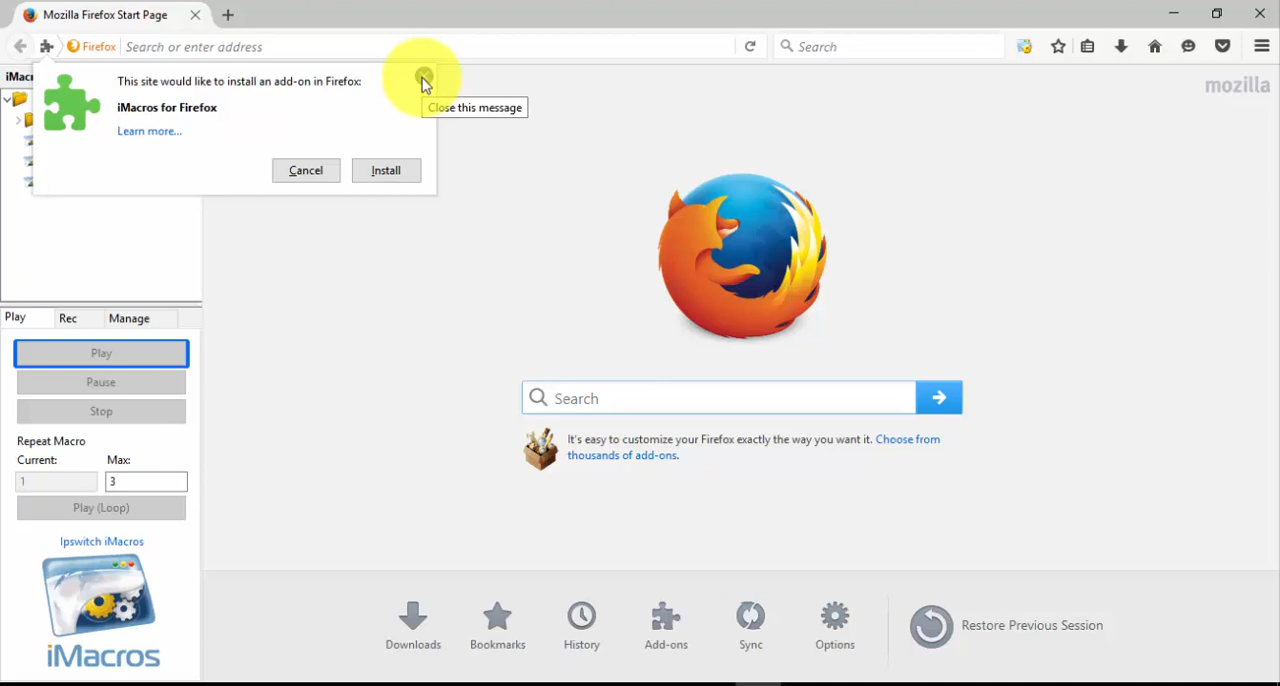 Mozilla Firefox Start Page
Firefox
Search or enter address
Search
iMac
This site would like to install an add-on in Firefox:
iMacros for Firefox
Learn more...
Close this message
Cancel
Install
mozilla
Play
Rec
Manage
Play
Pause
Stop
Repeat Macro
Current:
Max:
1
3
Play (Loop)
Ipswitch iMacros
iMacros
Search
It's easy to customize your Firefox exactly the way you want it. Choose from
thousands of add-ons.
Downloads
Bookmarks
History
Add-ons
Sync
Options
Restore Previous Session